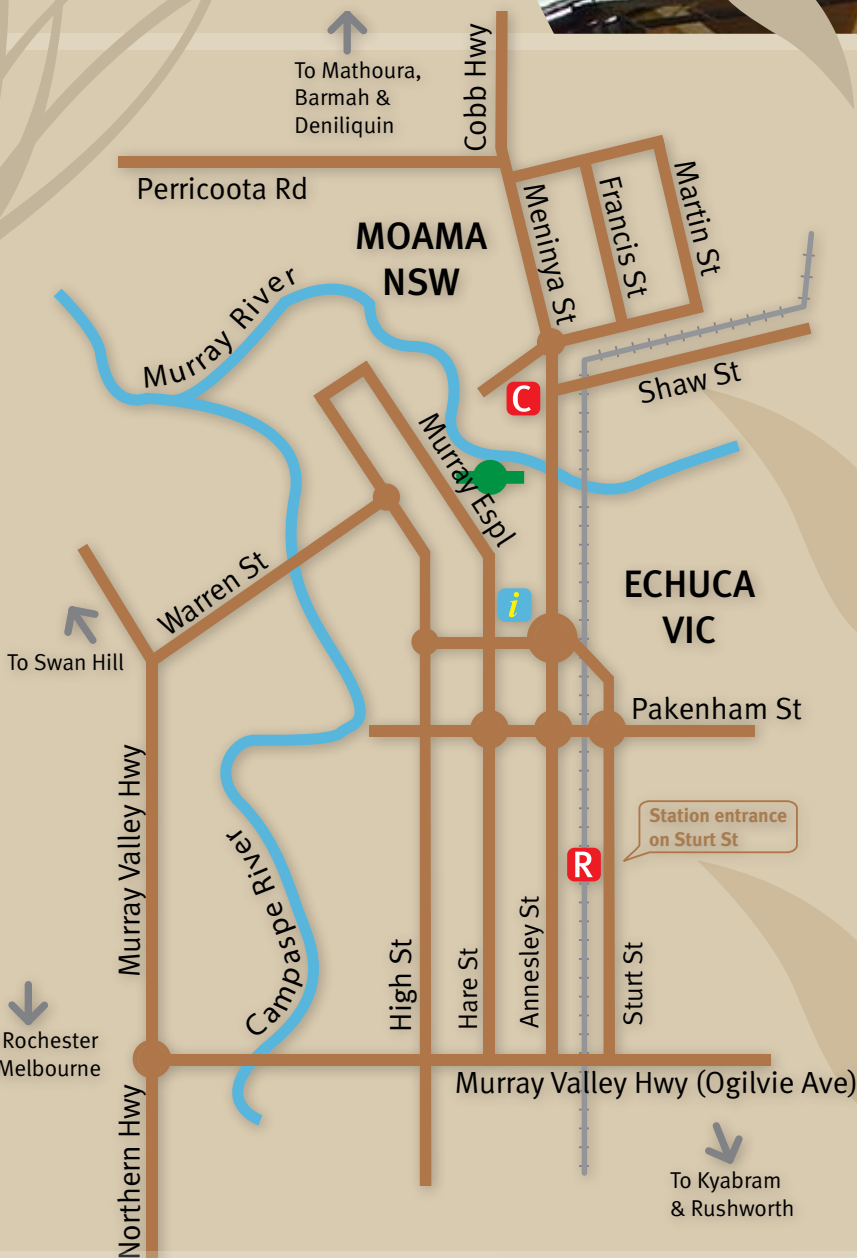 To Mathoura,
Barmah &
Deniliquin
Cobb Hwy
Perricoota Rd
MOAMA
NSW
Meninya St
Francis St
Martin St
Murray River
Shaw St
C
Murray Espl
Warren St
i
ECHUCA
VIC
To Swan Hill
Pakenham St
Murray Valley Hwy
Station entrance
on Sturt St
R
Campaspe River
High St
Hare St
Annesley St
Sturt St
Rochester
Melbourne
Murray Valley Hwy (Ogilvie Ave)
Northern Hwy
To Kyabram
& Rushworth